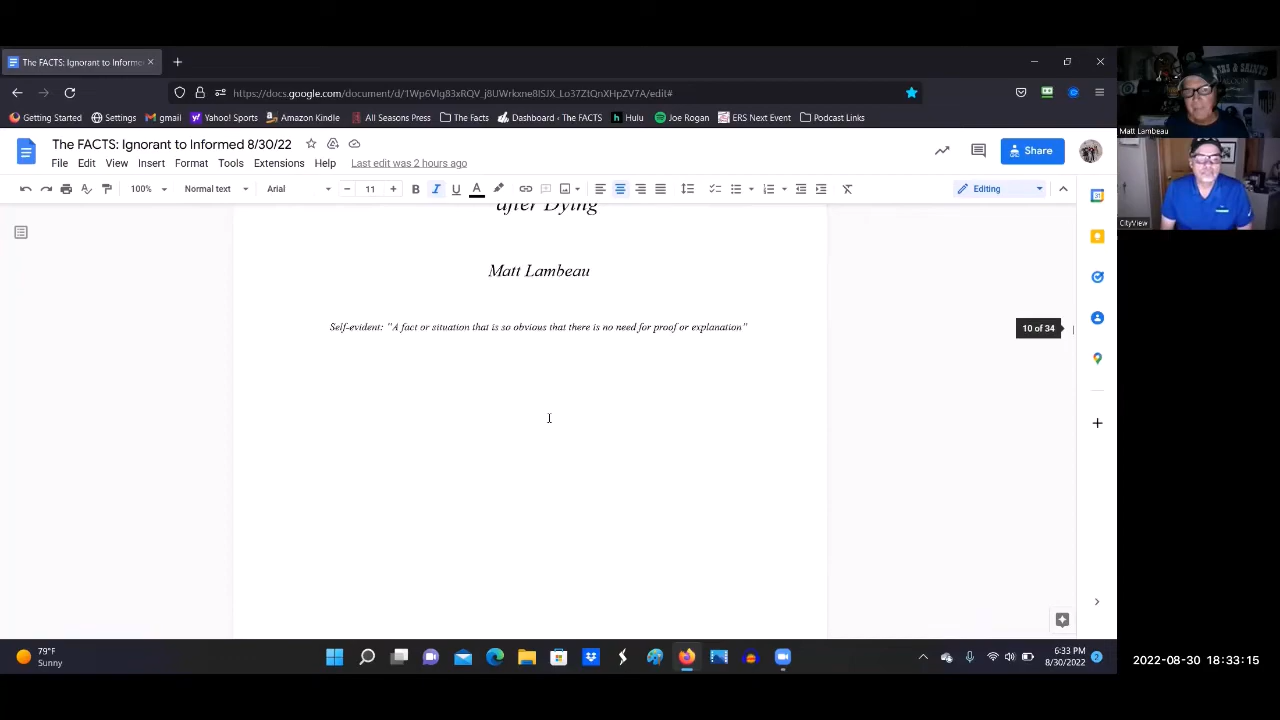 The FACTS: Ignorant to Informe
https://docs.google.com/document/d/1Wp6VIg83xRQV_j8UWrkxne8lSJX_Lo37ZtQnXHpZV7A/edit#
Getting Started Settings gmail Yahoo! Sports Amazon Kindle All Seasons Press The Facts Dashboard - The FACTS Hulu Joe Rogan ERS Next Event Podcast Links
Matt Lambeau
The FACTS: Ignorant to Informed 8/30/22
File Edit View Insert Format Tools Extensions Help Last edit was 2 hours ago
Share
100% Normal text Arial 11 B I U A Editing
31
CityView
after Dying
Matt Lambeau
Self-evident: "A fact or situation that is so obvious that there is no need for proof or explanation"
10 of 34
79°F
Sunny
6:33 PM
8/30/2022
2
2022-08-30 18:33:15